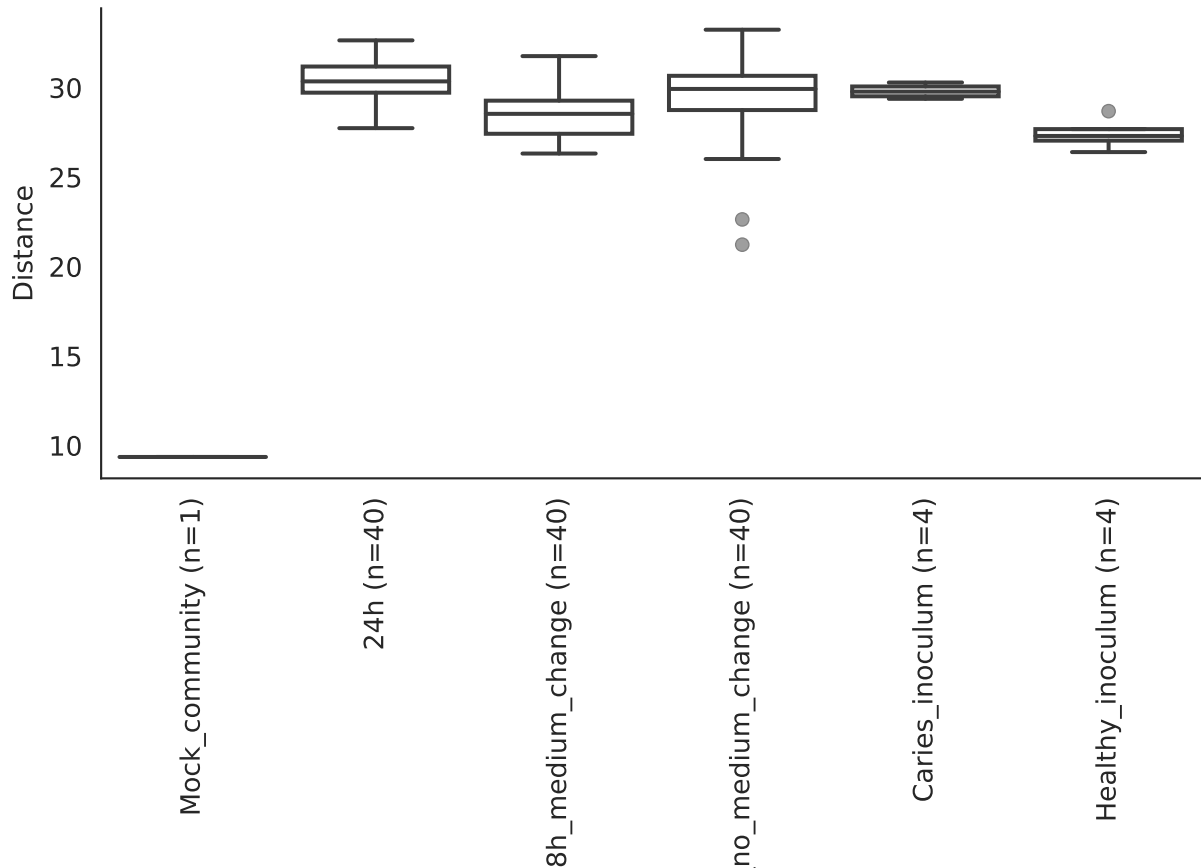 Distance
30
25
20
15
10
Mock_community (n=1)
24h (n=40)
8h_medium_change (n=40)
no_medium_change (n=40)
Caries_inoculum (n=4)
Healthy_inoculum (n=4)